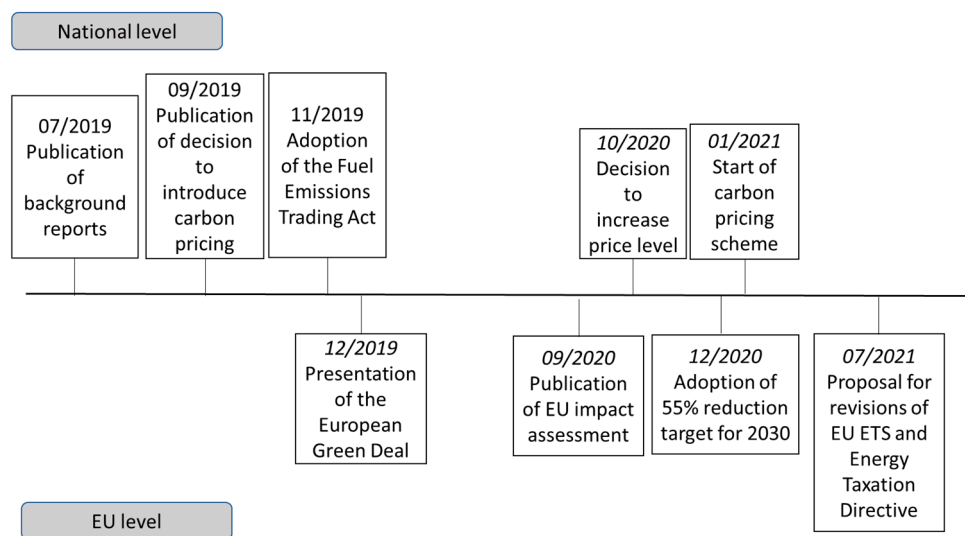 National level
07/2019
Publication
of
background
reports
09/2019
Publication
of decision
to
introduce
carbon
pricing
11/2019
Adoption
of the Fuel
Emissions
Trading Act
10/2020
Decision
to
increase
price level
01/2021
Start of
carbon
pricing
scheme
12/2019
Presentation
of the
European
Green Deal
09/2020
Publication
of EU impact
assessment
12/2020
Adoption of
55% reduction
target for 2030
07/2021
Proposal for
revisions of
EU ETS and
Energy
Taxation
Directive
EU level